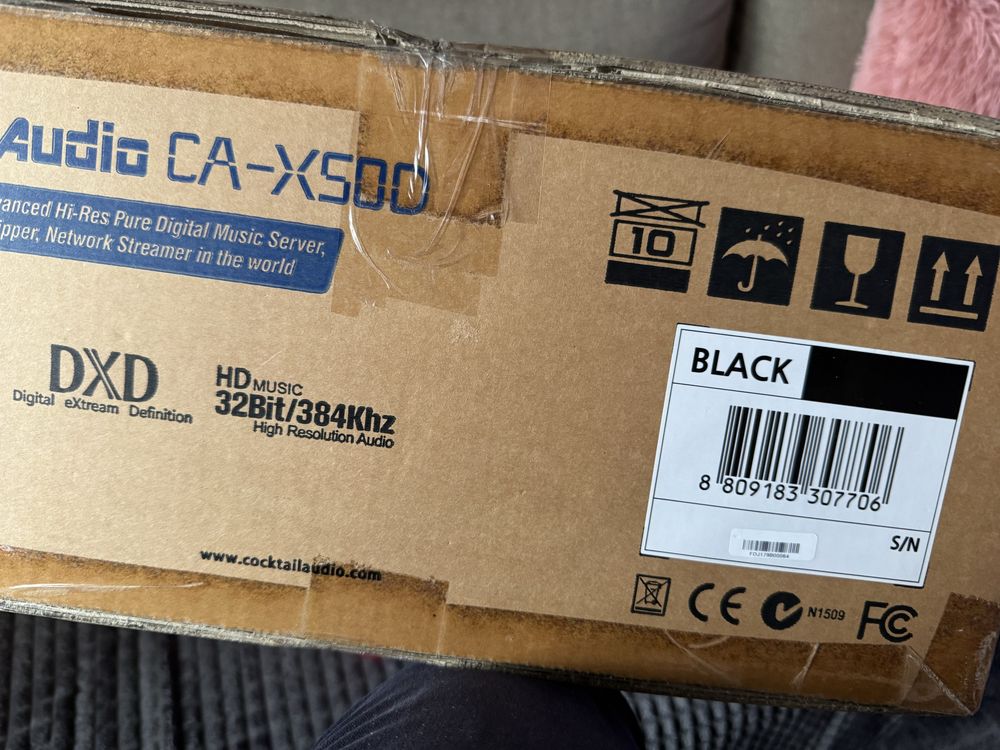 Audio CA-X500
vanced Hi-Res Pure Digital Music Server,
ipper, Network Streamer in the world
10
DXD
Digital eXtream Definition
HD MUSIC
32Bit/384Khz
High Resolution Audio
www.cocktailaudio.com
BLACK
8 809183 307706
S/N
CE
N1509
FC